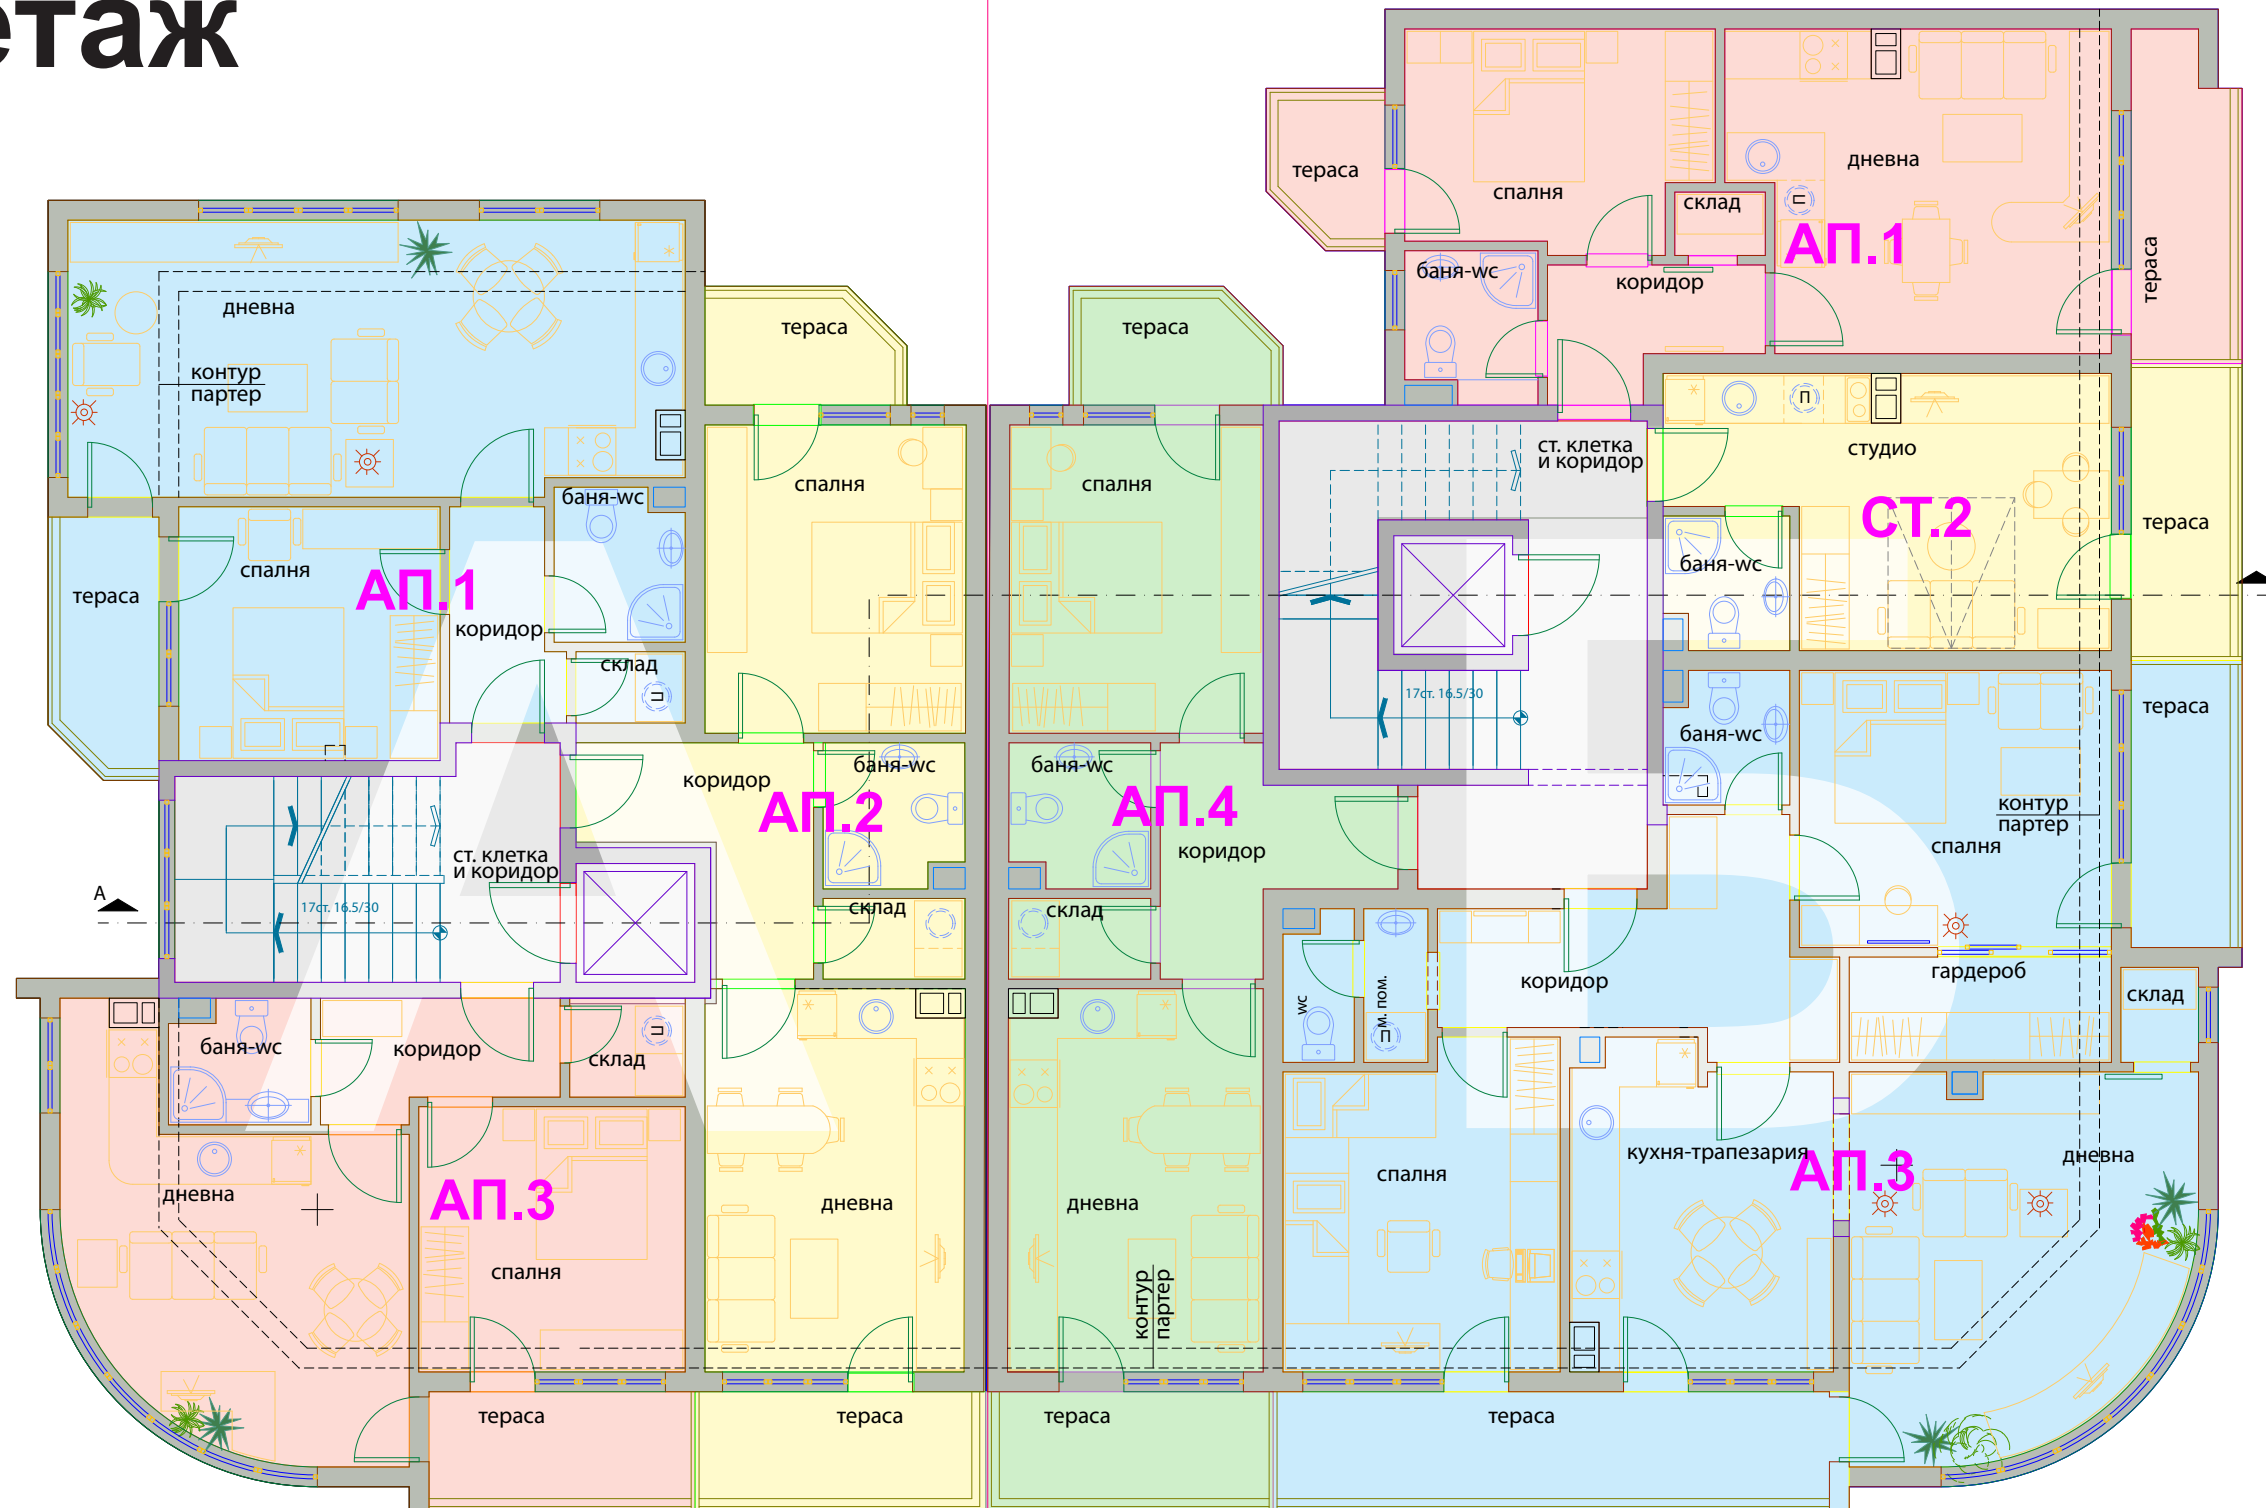 етаж
тераса
спалня
склад
дневна
АП.1
тераса
баня-wc
коридор
дневна
контур
партер
тераса
тераса
ст. клетка
и коридор
студио
СТ.2
тераса
баня-wc
спалня
АП.1
тераса
коридор
баня-wc
склад
П
спалня
спалня
17ст. 16.5/30
П
П
баня-wc
спалня
контур
партер
тераса
коридор
баня-wc
АП.2
баня-wc
АП.4
коридор
ст. клетка
и коридор
17ст. 16.5/30
А
склад
склад
wc
м. пом.
П
коридор
гардероб
склад
баня-wc
коридор
склад
П
дневна
АП.3
спалня
дневна
дневна
контур
партер
спалня
кухня-трапезария
АП.3
дневна
тераса
тераса
тераса
тераса
А
Б